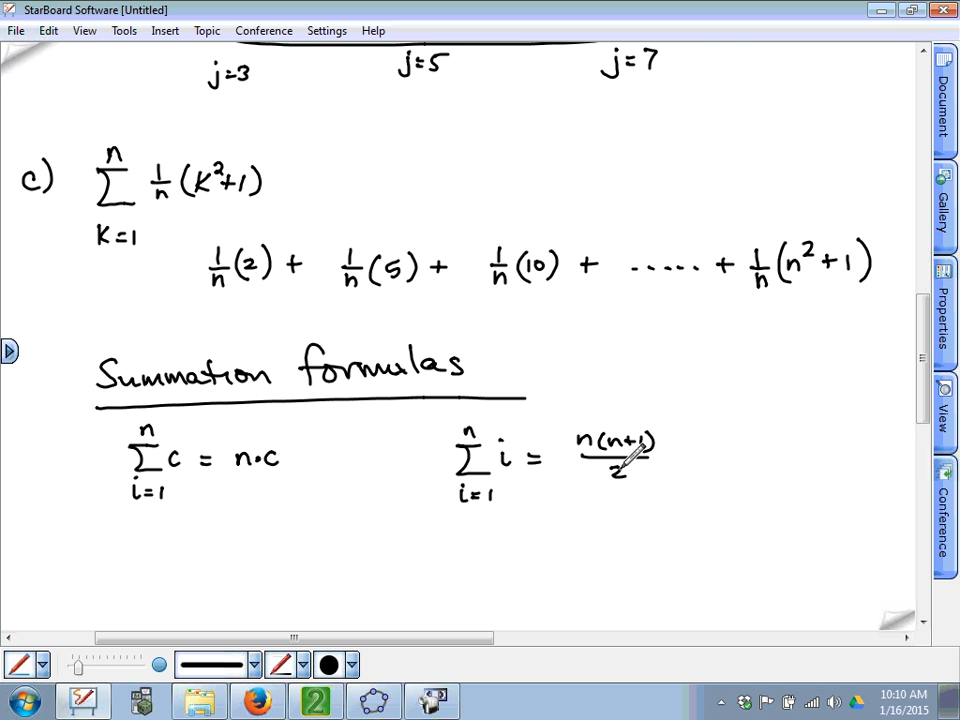 StarBoard Software [Untitled]
File Edit View Tools Insert Topic Conference Settings Help
j=3 j=5 j=7
c) n
∑ 1/n (k²+1)
k=1
1/n (2) + 1/n (5) + 1/n (10) + ..... + 1/n (n²+1)
Summation formulas
n n n(n+1)
∑ c = n·c ∑ i = ———
i=1 i=1 2
Document
Gallery
Properties
View
Conference
10:10 AM
1/16/2015